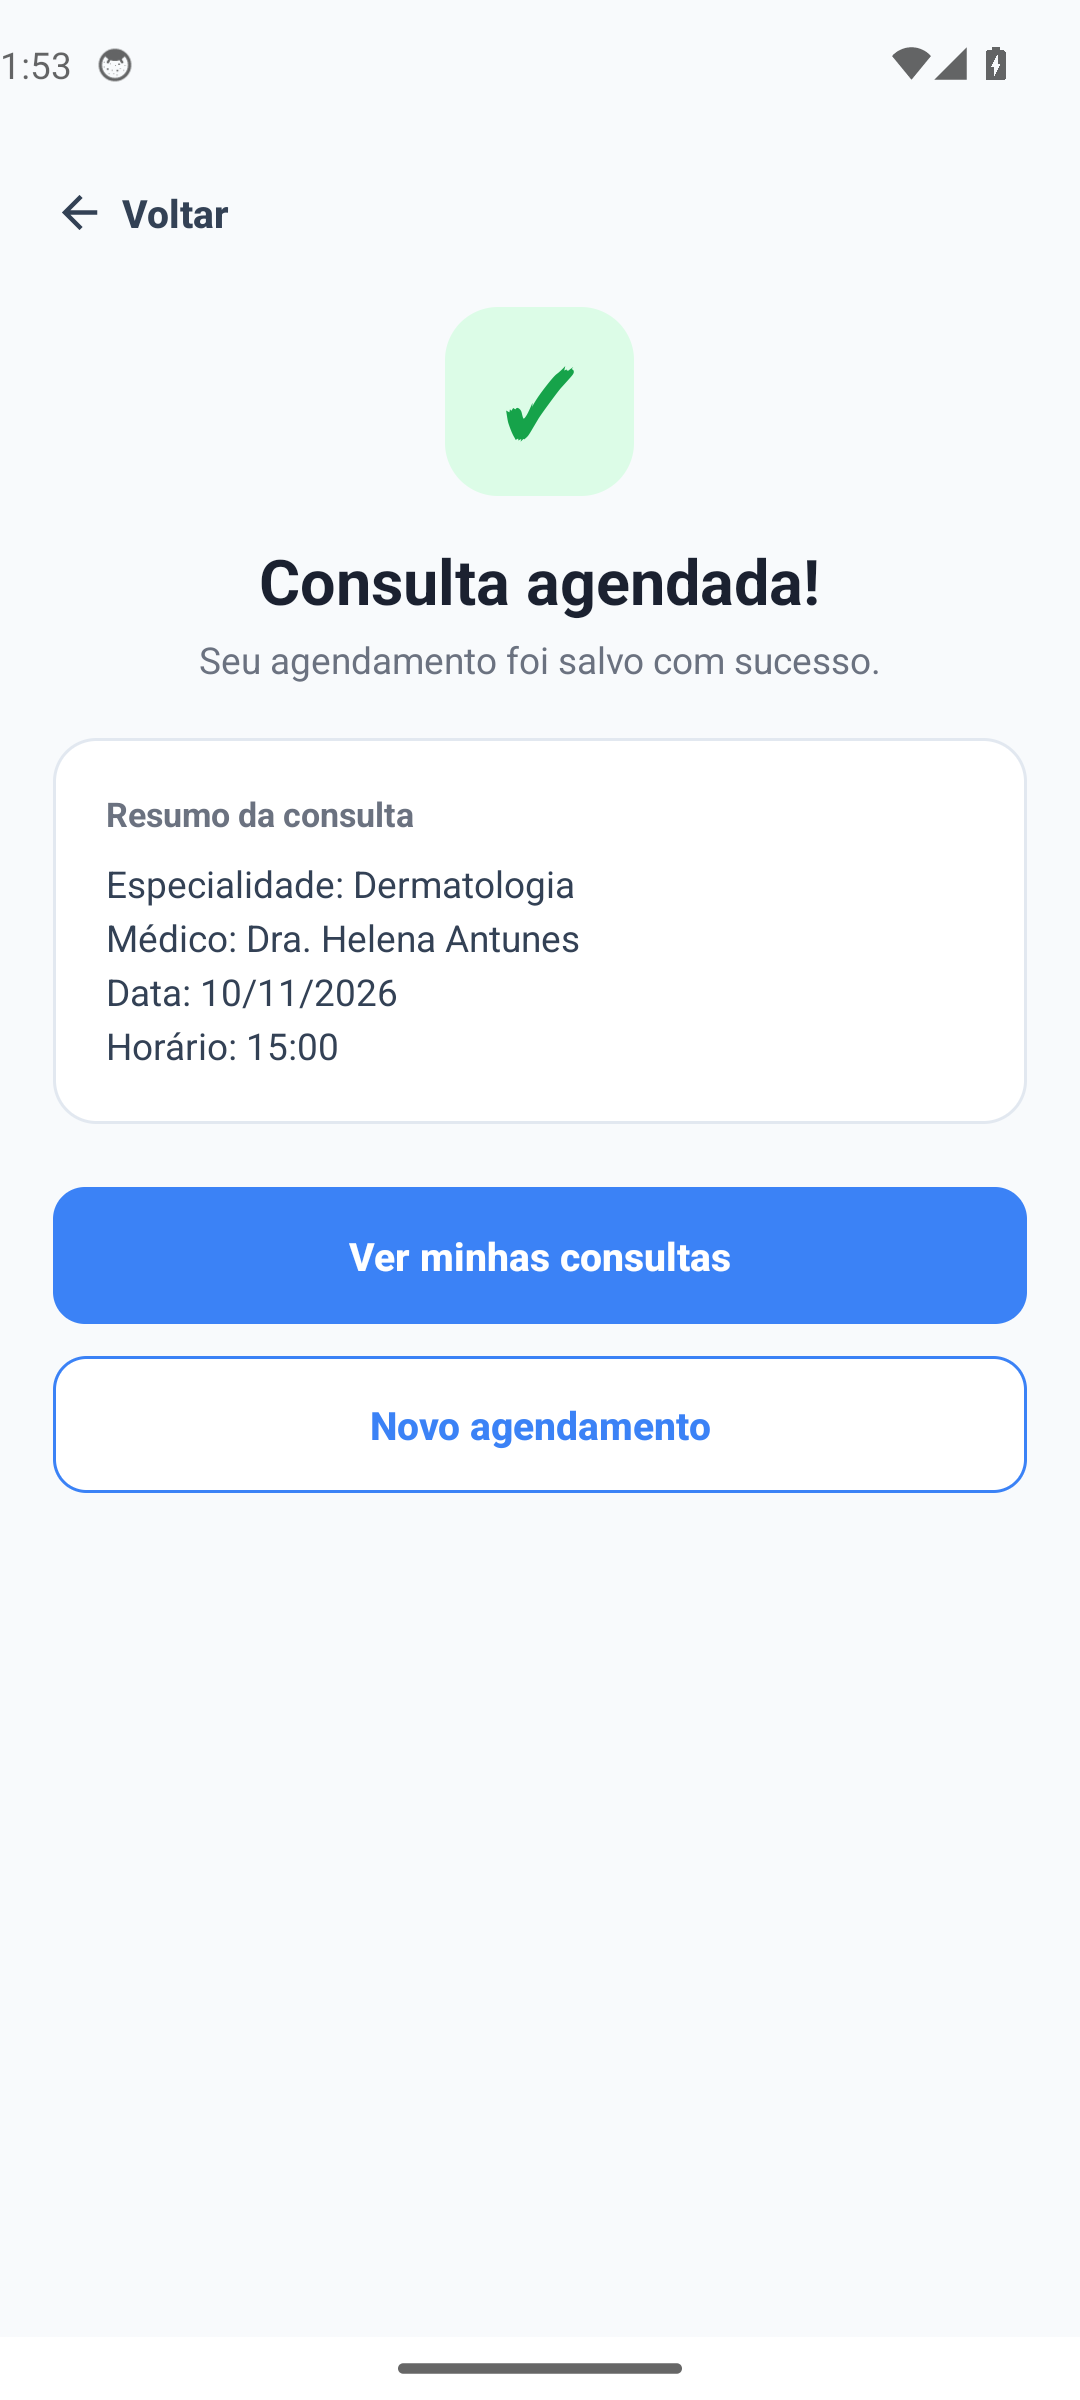 1:53
Voltar
Consulta agendada!
Seu agendamento foi salvo com sucesso.
Resumo da consulta
Especialidade: Dermatologia
Médico: Dra. Helena Antunes
Data: 10/11/2026
Horário: 15:00
Ver minhas consultas
Novo agendamento